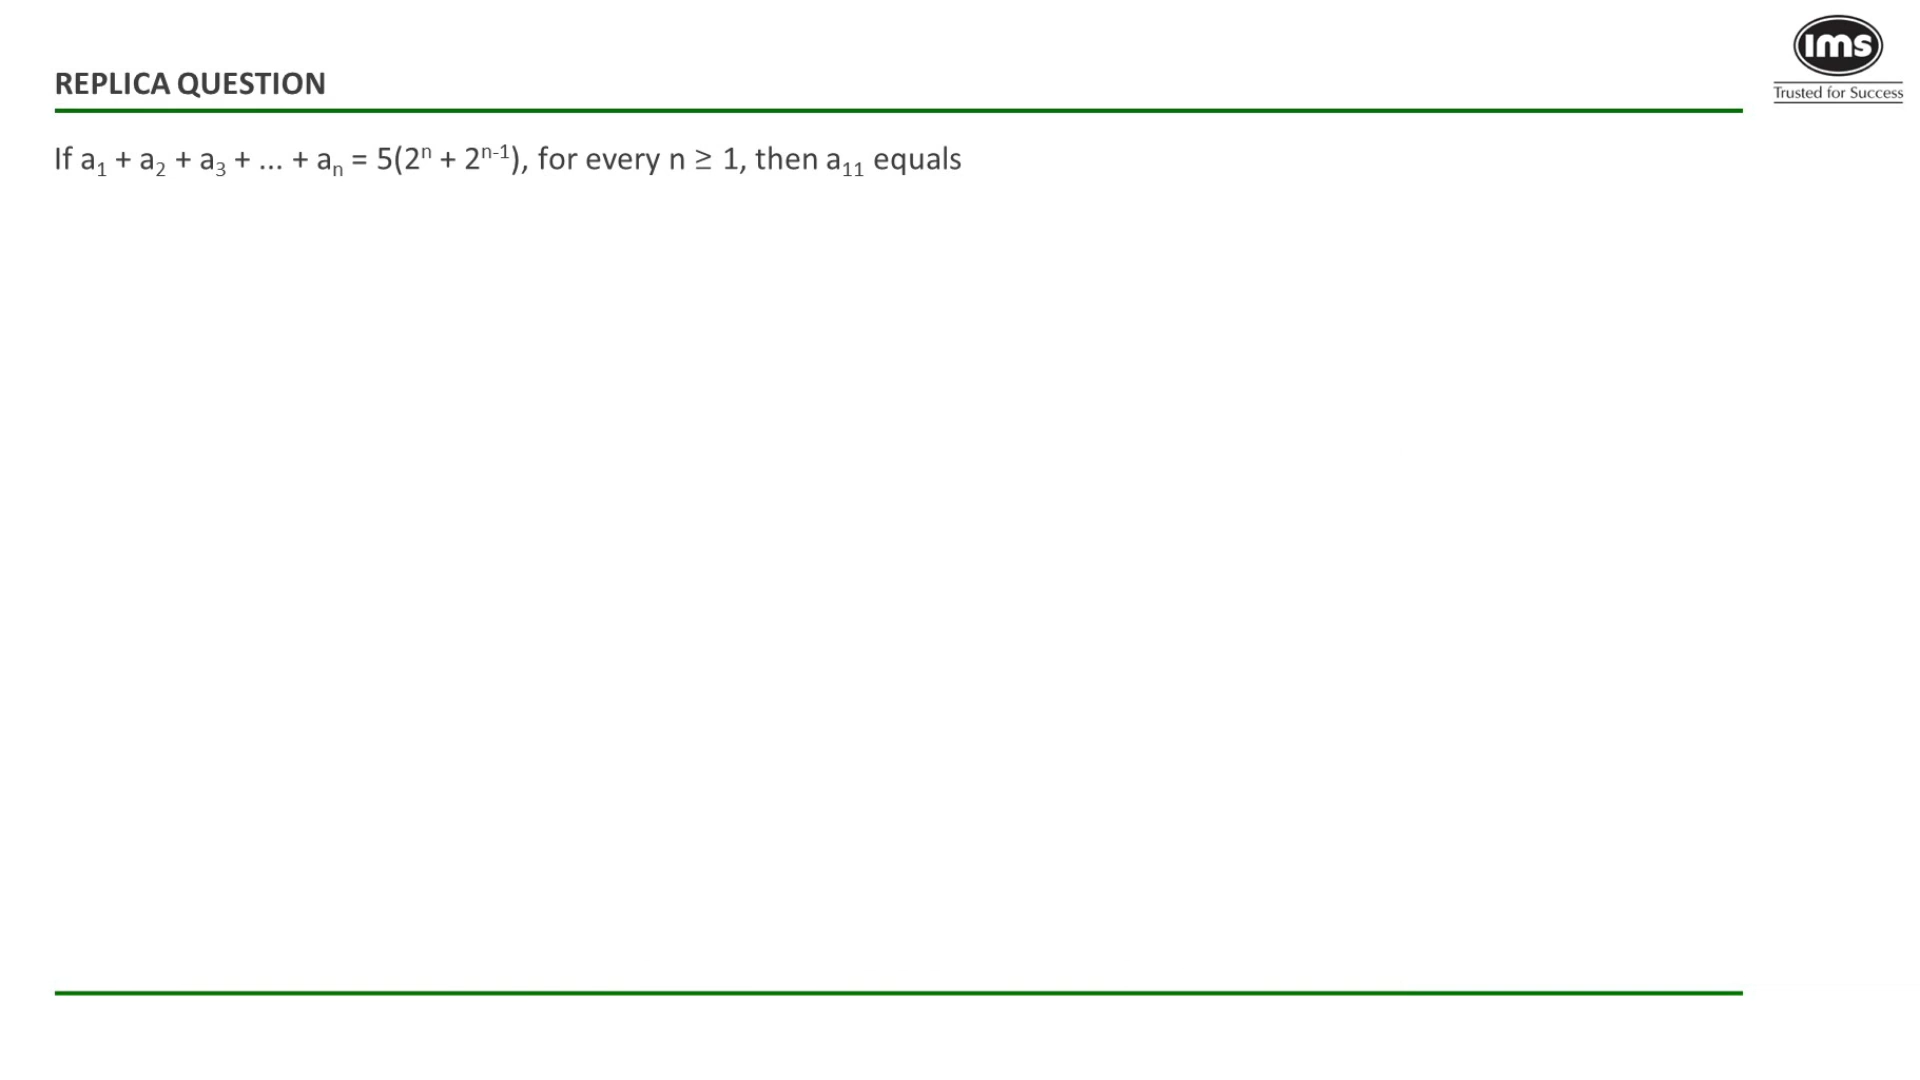 ims
Trusted for Success
REPLICA QUESTION
If a₁ + a₂ + a₃ + ... + aₙ = 5(2ⁿ + 2ⁿ⁻¹), for every n ≥ 1, then a₁₁ equals